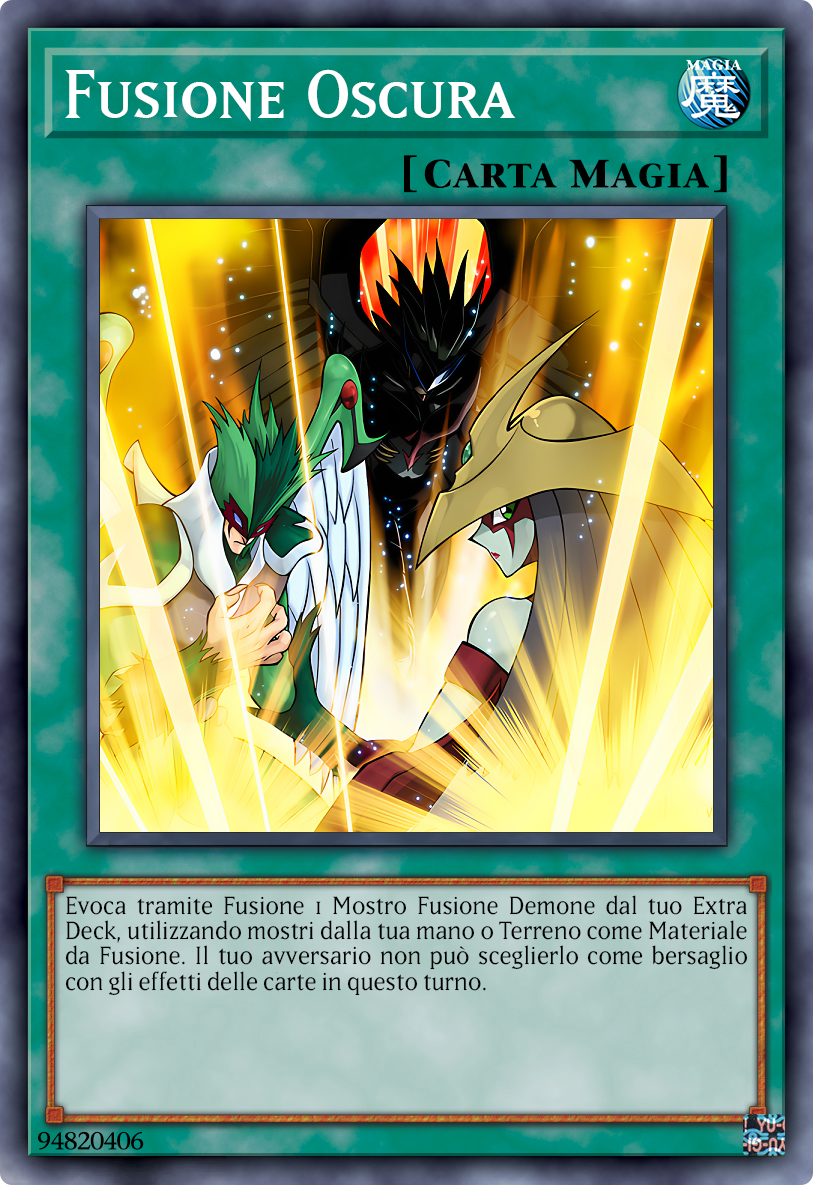 Fusione Oscura
MAGIA
魔
[Carta Magia]
Evoca tramite Fusione 1 Mostro Fusione Demone dal tuo Extra
Deck, utilizzando mostri dalla tua mano o Terreno come Materiale
da Fusione. Il tuo avversario non può sceglierlo come bersaglio
con gli effetti delle carte in questo turno.
94820406